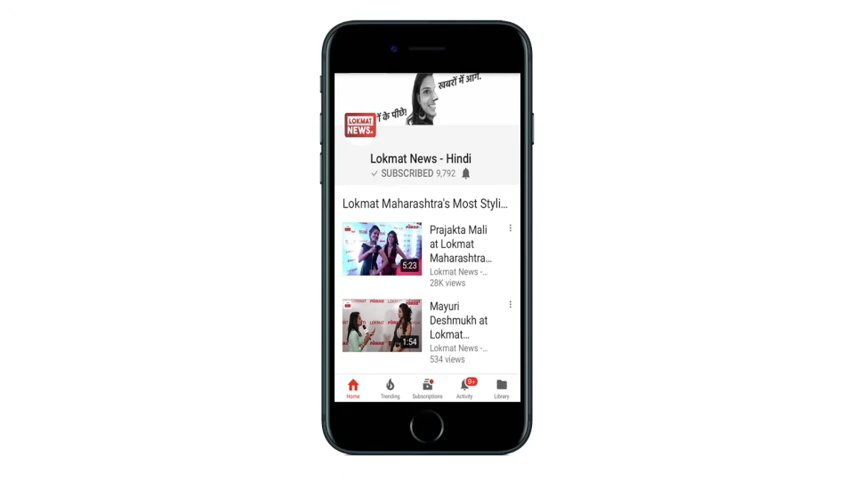 खबरों में आगे.
ों के पीछे!
LOKMAT
NEWS
Lokmat News - Hindi
SUBSCRIBED 9,792
Lokmat Maharashtra's Most Styli...
Prajakta Mali
at Lokmat
Maharashtra...
Lokmat News -...
28K views
5:23
Mayuri
Deshmukh at
Lokmat...
Lokmat News -...
534 views
1:54
Home
Trending
Subscriptions
9+
Activity
Library